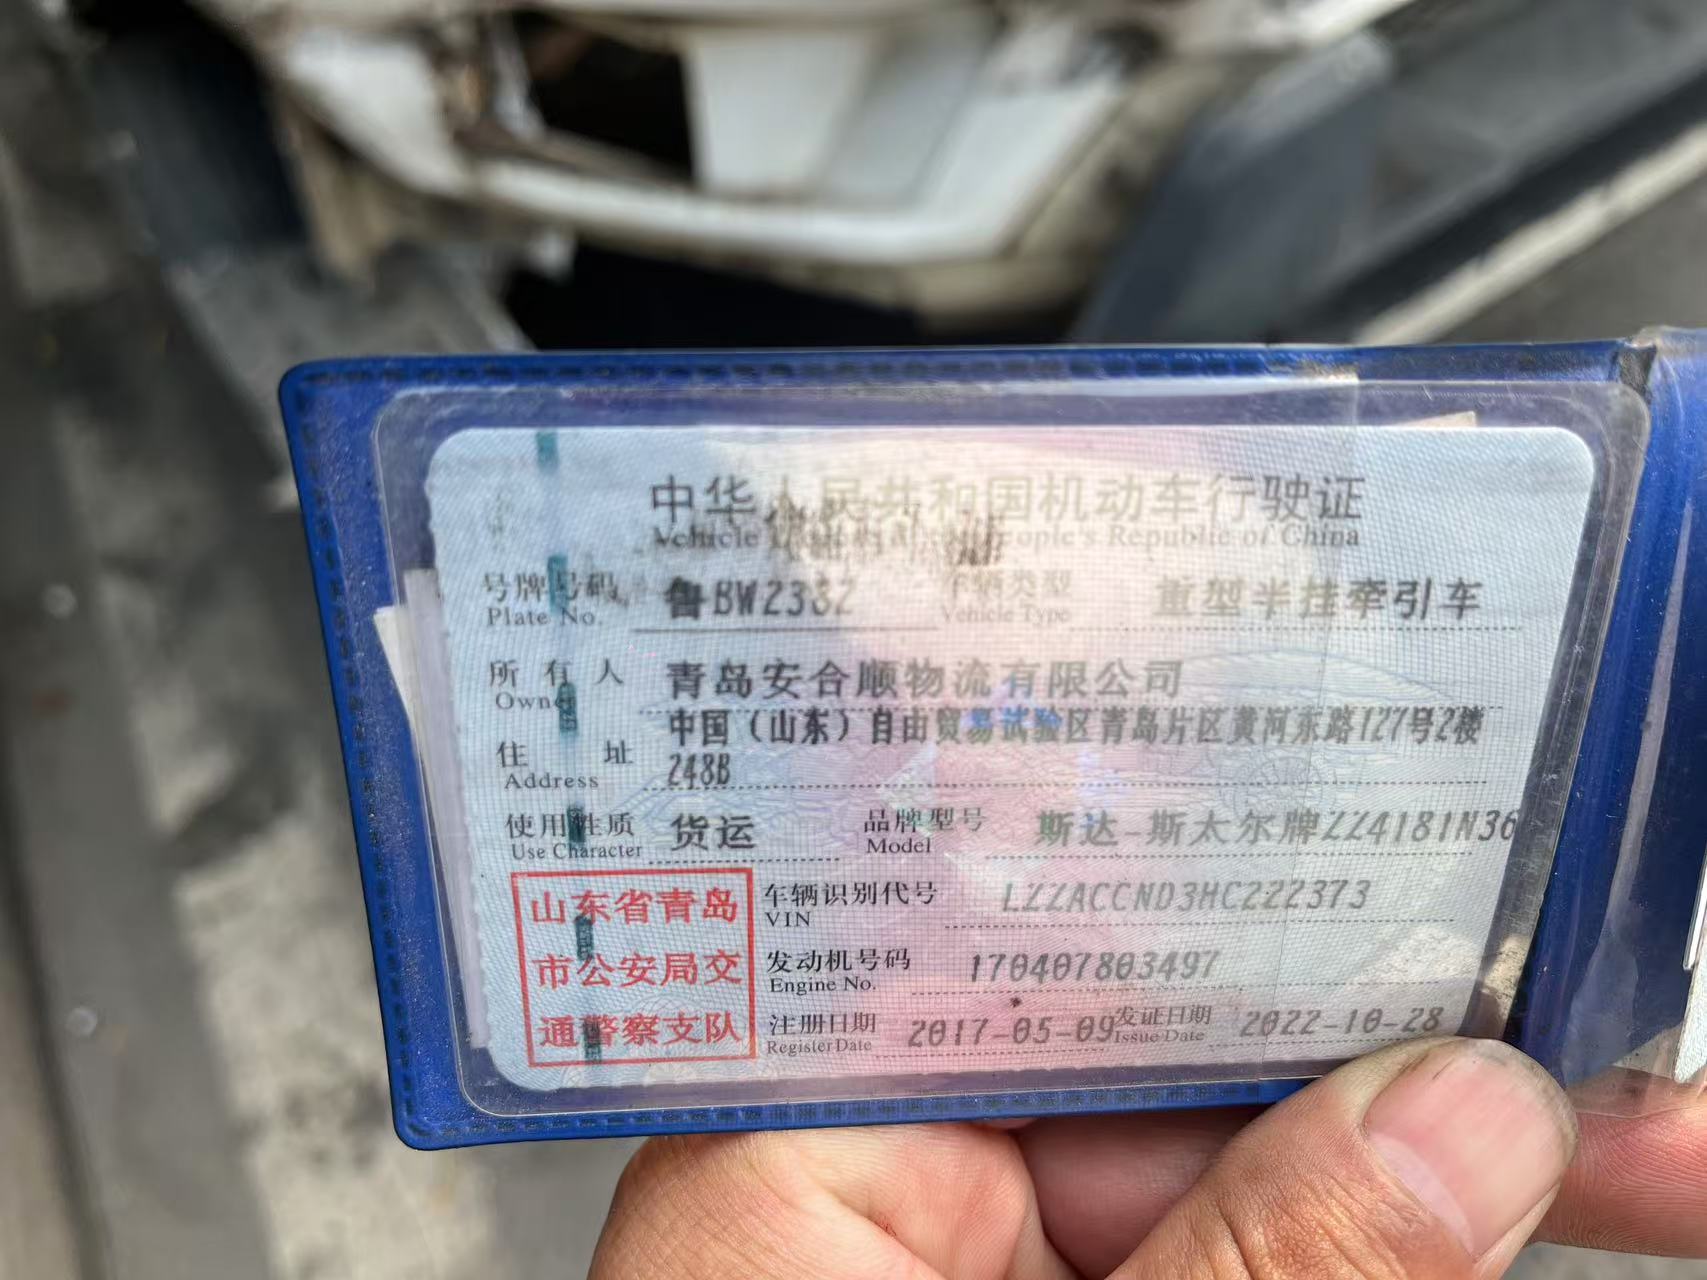 中华人民共和国机动车行驶证
Vehicle License of the People's Republic of China
号牌号码 鲁BW2332 车辆类型 重型半挂牵引车
Plate No. Vehicle Type
所有人 青岛安合顺物流有限公司
Owner
中国（山东）自由贸易试验区青岛片区黄河东路127号2楼
住址 248B
Address
使用性质 货运 品牌型号 斯达-斯太尔牌ZZ4181N36
Use Character Model
山东省青岛
市公安局交
通警察支队
车辆识别代号 LZZACCND3HC222373
VIN
发动机号码 170407803497
Engine No.
注册日期 2017-05-09 发证日期 2022-10-28
Register Date Issue Date